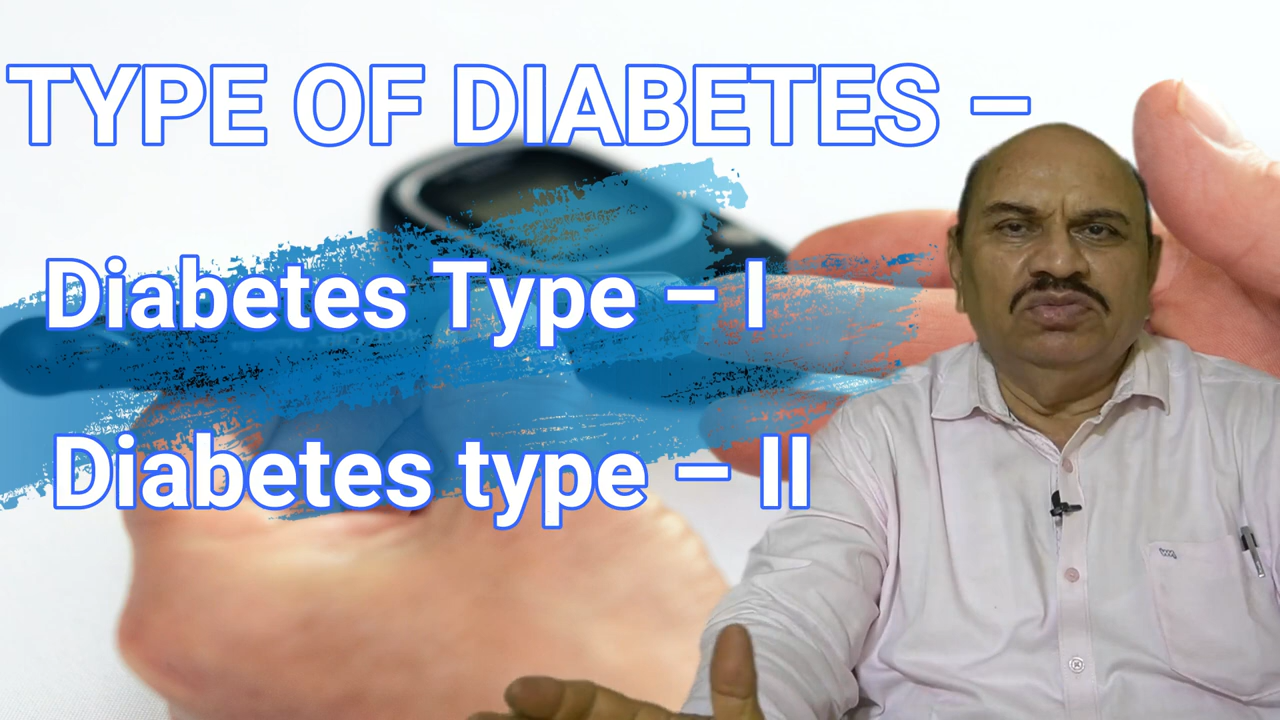 TYPE OF DIABETES –
Diabetes Type – I
Diabetes type – II